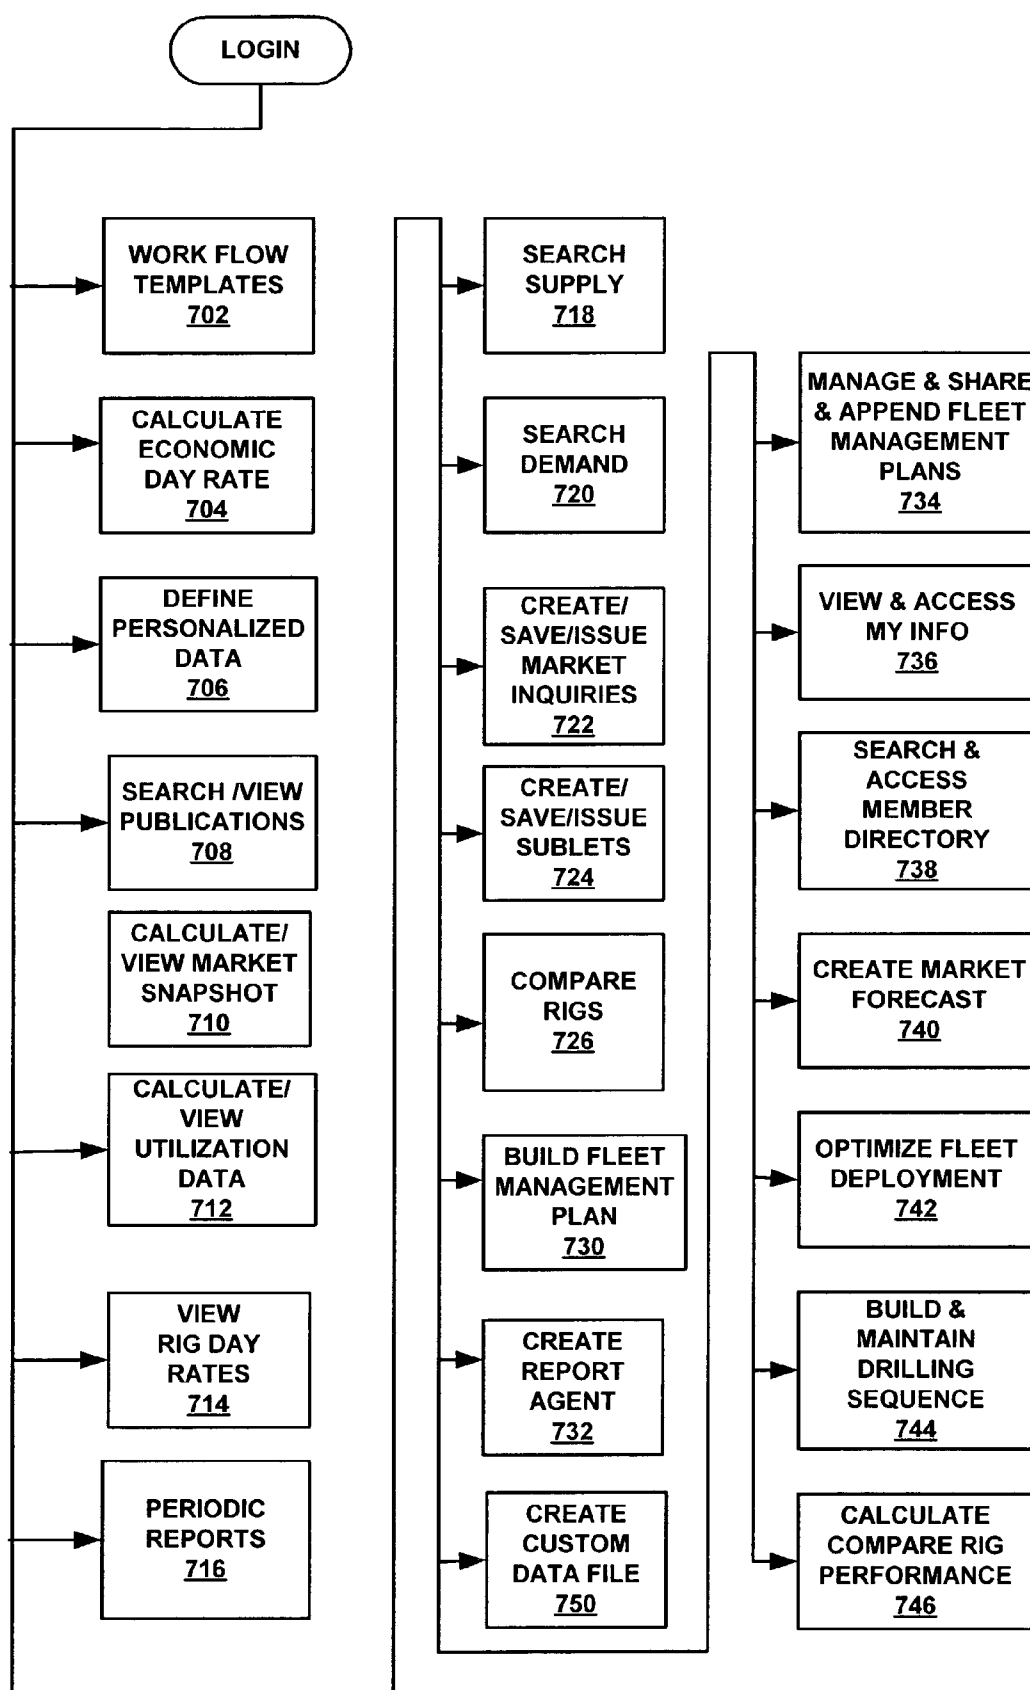 LOGIN
WORK FLOW
TEMPLATES
702
CALCULATE
ECONOMIC
DAY RATE
704
DEFINE
PERSONALIZED
DATA
706
SEARCH /VIEW
PUBLICATIONS
708
CALCULATE/
VIEW MARKET
SNAPSHOT
710
CALCULATE/
VIEW
UTILIZATION
DATA
712
VIEW
RIG DAY
RATES
714
PERIODIC
REPORTS
716
SEARCH
SUPPLY
718
SEARCH
DEMAND
720
CREATE/
SAVE/ISSUE
MARKET
INQUIRIES
722
CREATE/
SAVE/ISSUE
SUBLETS
724
COMPARE
RIGS
726
BUILD FLEET
MANAGEMENT
PLAN
730
CREATE
REPORT
AGENT
732
CREATE
CUSTOM
DATA FILE
750
MANAGE & SHARE
& APPEND FLEET
MANAGEMENT
PLANS
734
VIEW & ACCESS
MY INFO
736
SEARCH &
ACCESS
MEMBER
DIRECTORY
738
CREATE MARKET
FORECAST
740
OPTIMIZE FLEET
DEPLOYMENT
742
BUILD &
MAINTAIN
DRILLING
SEQUENCE
744
CALCULATE
COMPARE RIG
PERFORMANCE
746